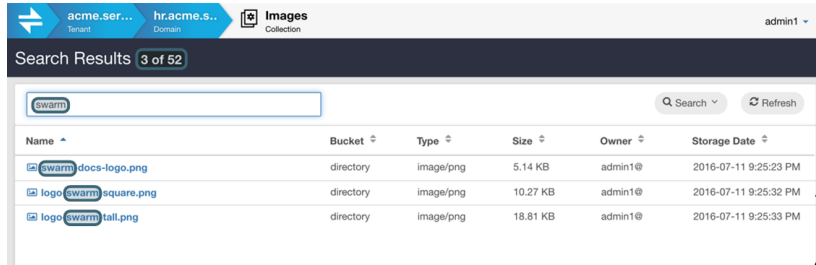 acme.ser... hr.acme.s.. Images admin1
Tenant Domain Collection
Search Results 3 of 52
swarm Search Refresh
Name Bucket Type Size Owner Storage Date
swarm-docs-logo.png directory image/png 5.14 KB admin1@ 2016-07-11 9:25:23 PM
logo-swarm-square.png directory image/png 10.27 KB admin1@ 2016-07-11 9:25:32 PM
logo-swarm-tall.png directory image/png 18.81 KB admin1@ 2016-07-11 9:25:33 PM